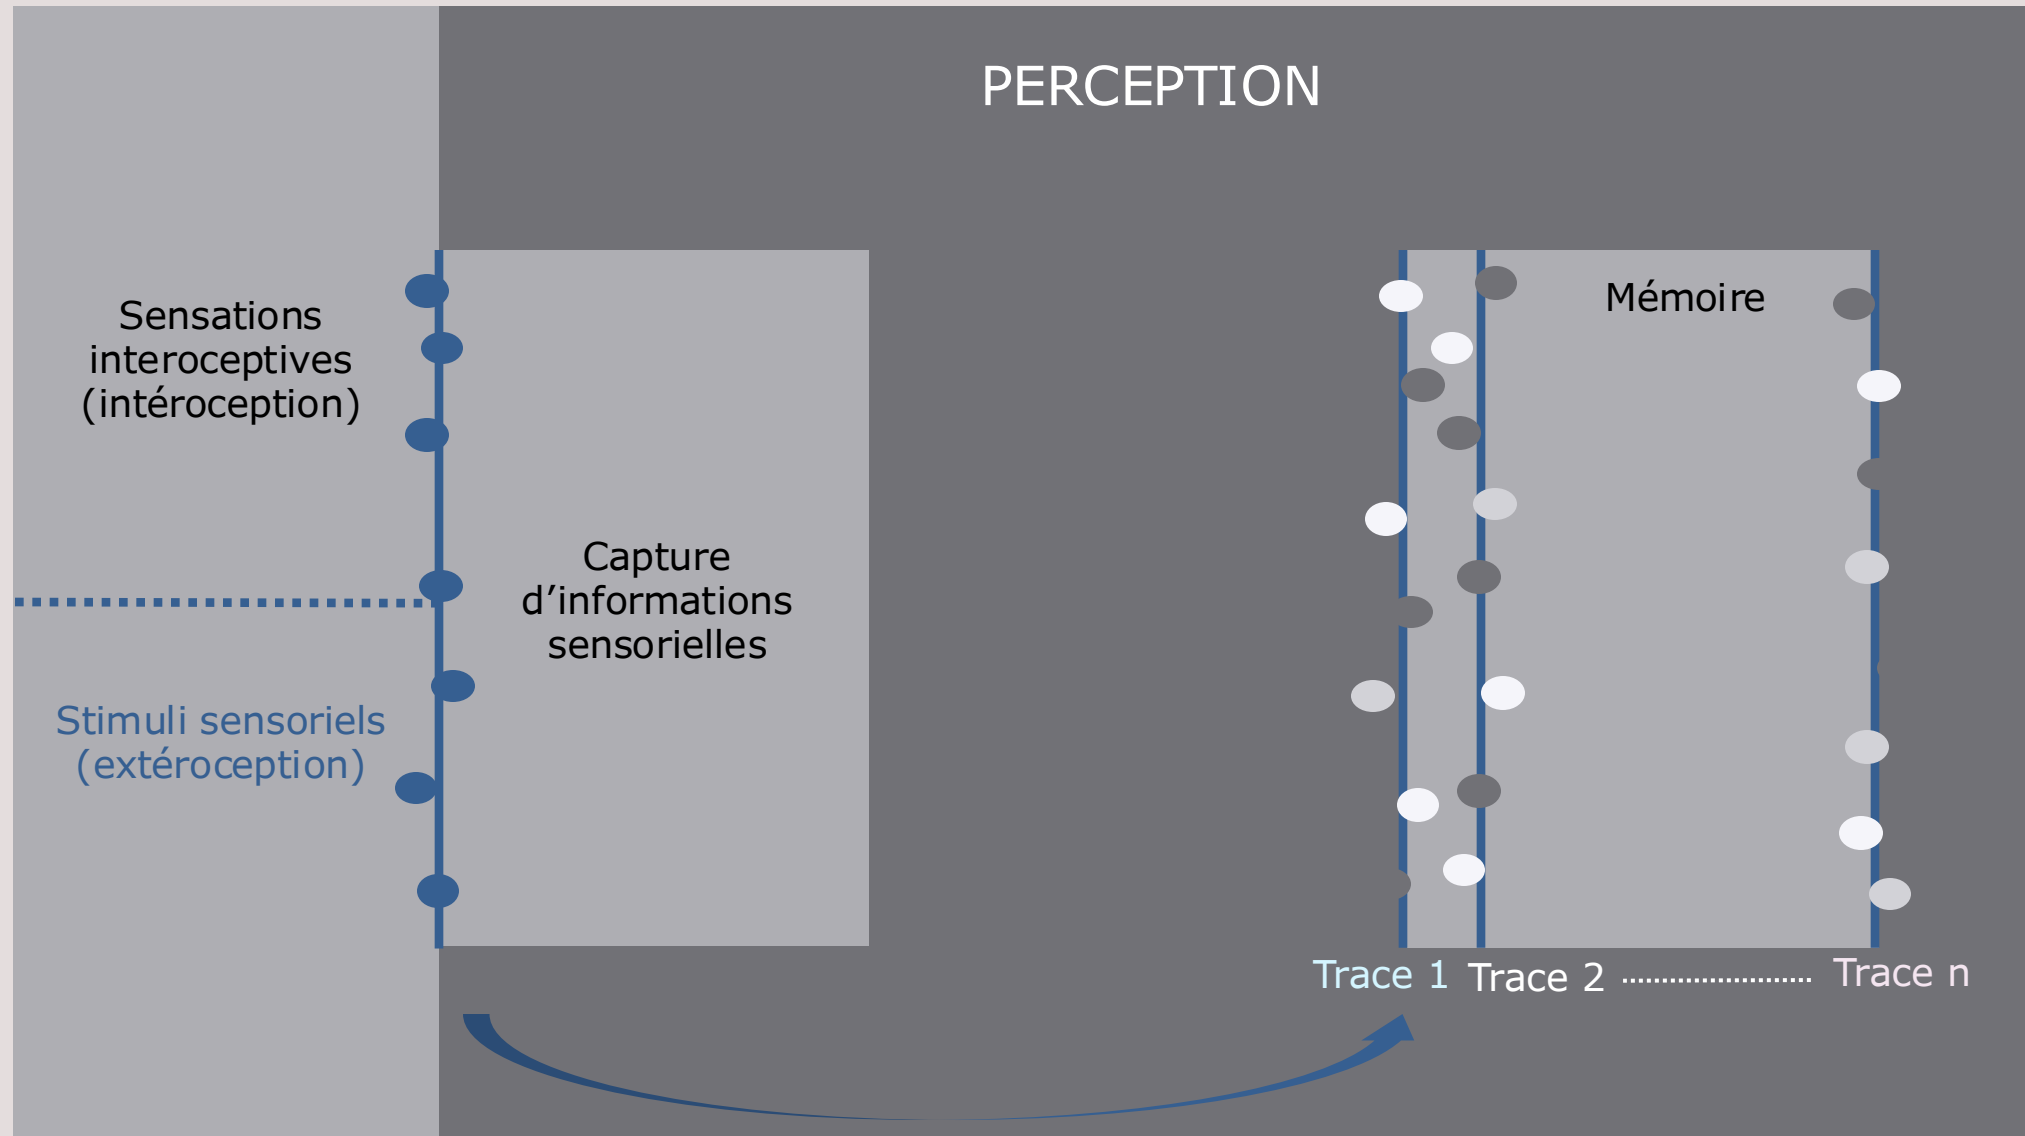 PERCEPTION
Sensations
interoceptives
(intéroception)
Stimuli sensoriels
(extéroception)
Capture
d’informations
sensorielles
Mémoire
Trace 1 Trace 2 ................... Trace n